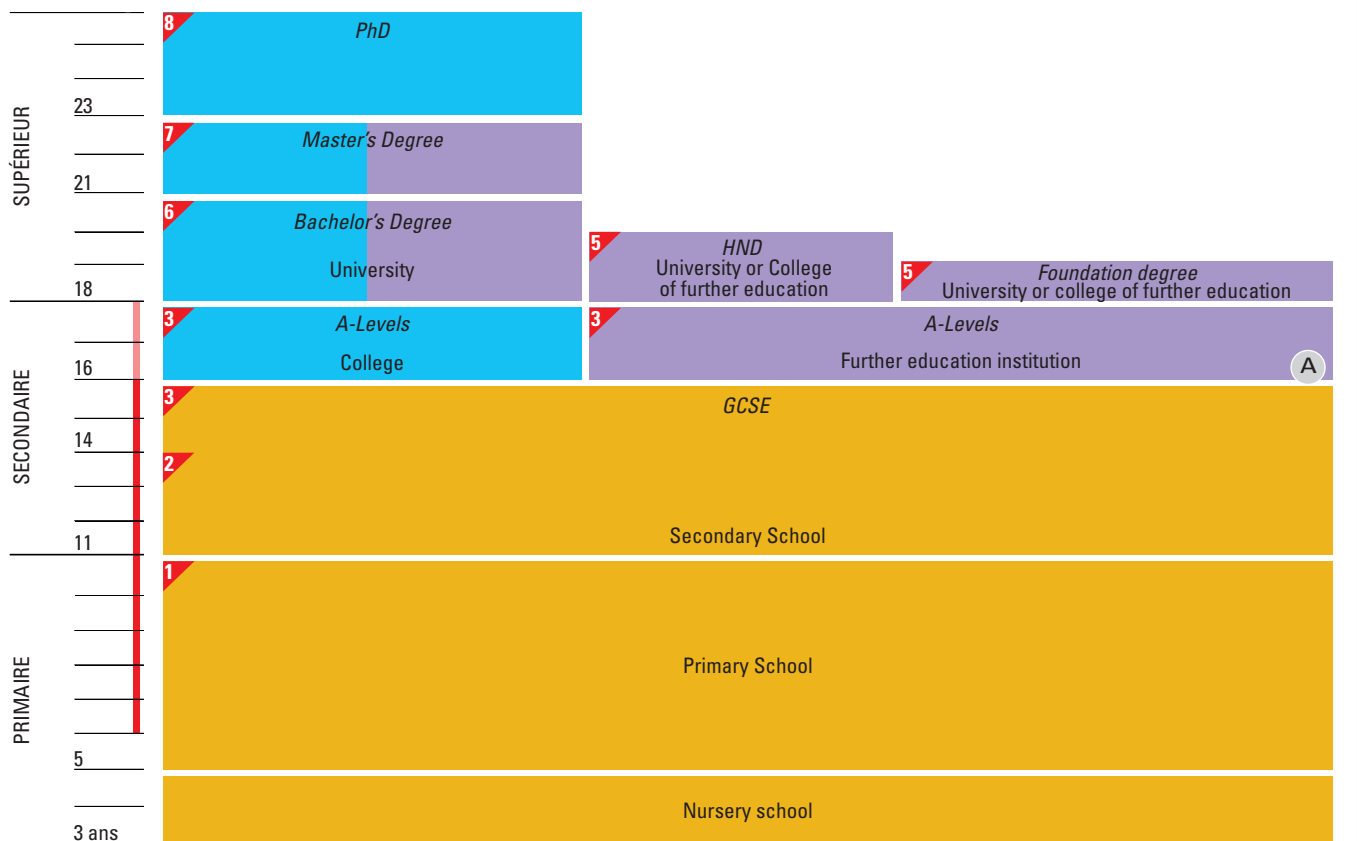 SUPÉRIEUR
23
21
18
SECONDAIRE
16
14
11
PRIMAIRE
5
3 ans
8
PhD
7
Master's Degree
6
Bachelor's Degree
University
5
HND
University or College
of further education
5
Foundation degree
University or college of further education
3
A-Levels
College
3
A-Levels
Further education institution
A
3
GCSE
2
Secondary School
1
Primary School
Nursery school